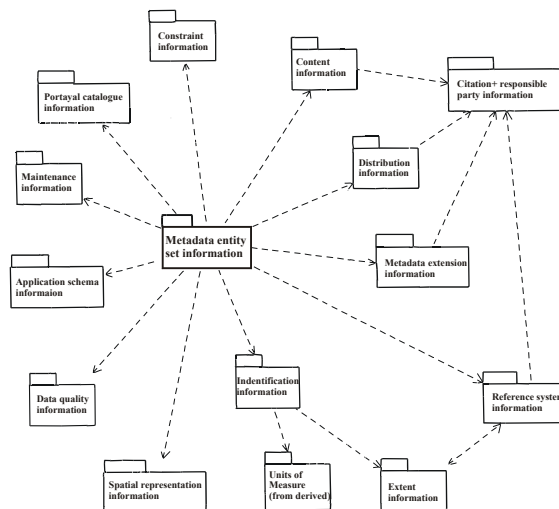 Constraint
information
Content
information
Citation+ responsible
party information
Portayal catalogue
information
Distribution
information
Maintenance
information
Metadata entity
set information
Metadata extension
information
Application schema
informaion
Data quality
information
Indentification
information
Reference system
information
Spatial representation
information
Units of
Measure
(from derived)
Extent
information